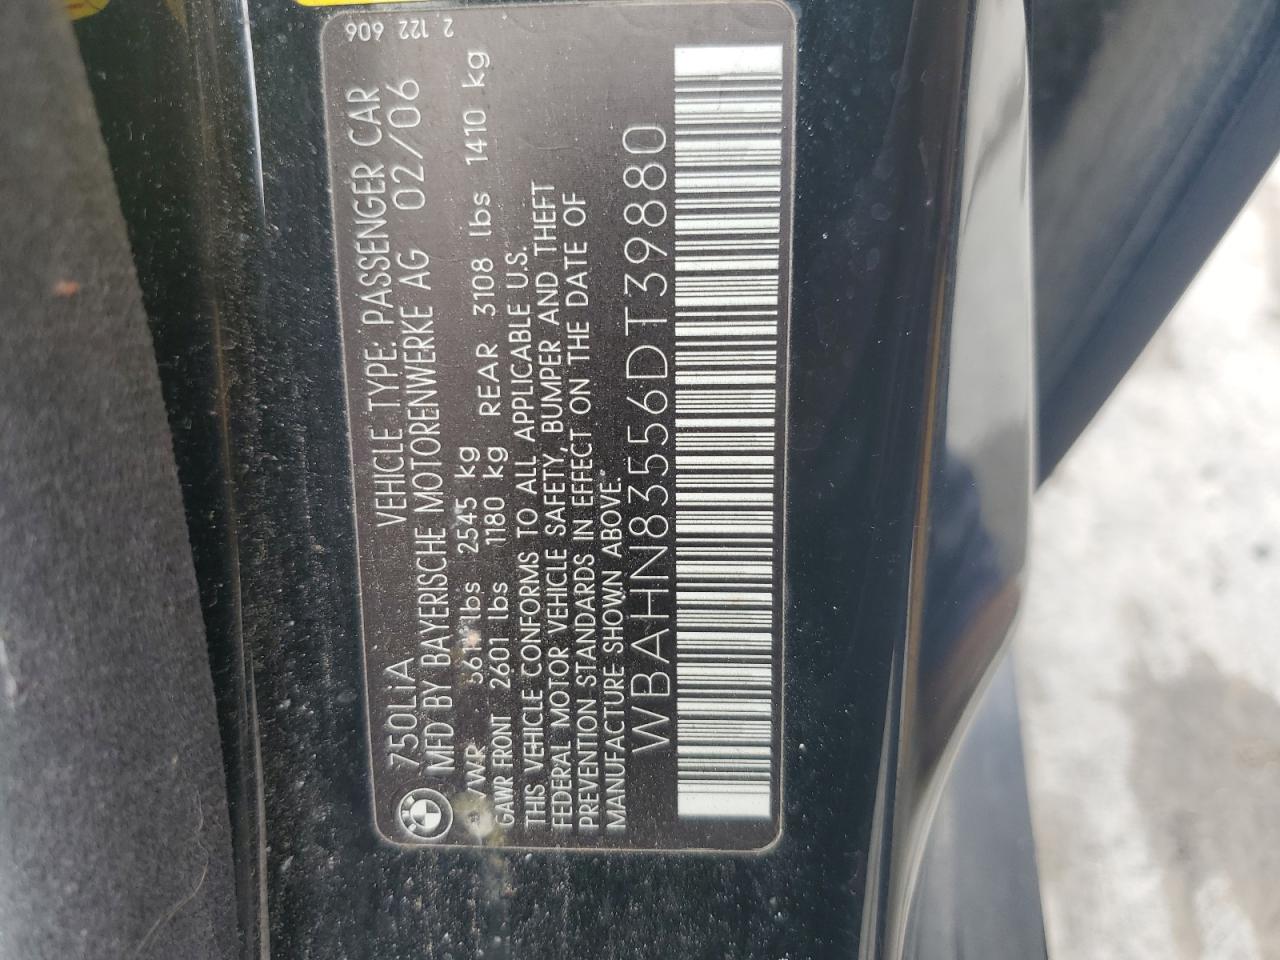 2 122 606
750LiA VEHICLE TYPE: PASSENGER CAR
MFD BY BAYERISCHE MOTORENWERKE AG 02/06
lbs 2545 kg
GAWR FRONT 2601 lbs 1180 kg REAR 3108 lbs 1410 kg
THIS VEHICLE CONFORMS TO ALL APPLICABLE U.S.
FEDERAL MOTOR VEHICLE SAFETY, BUMPER AND THEFT
PREVENTION STANDARDS IN EFFECT ON THE DATE OF
MANUFACTURE SHOWN ABOVE.
WBAHN83556DT39880